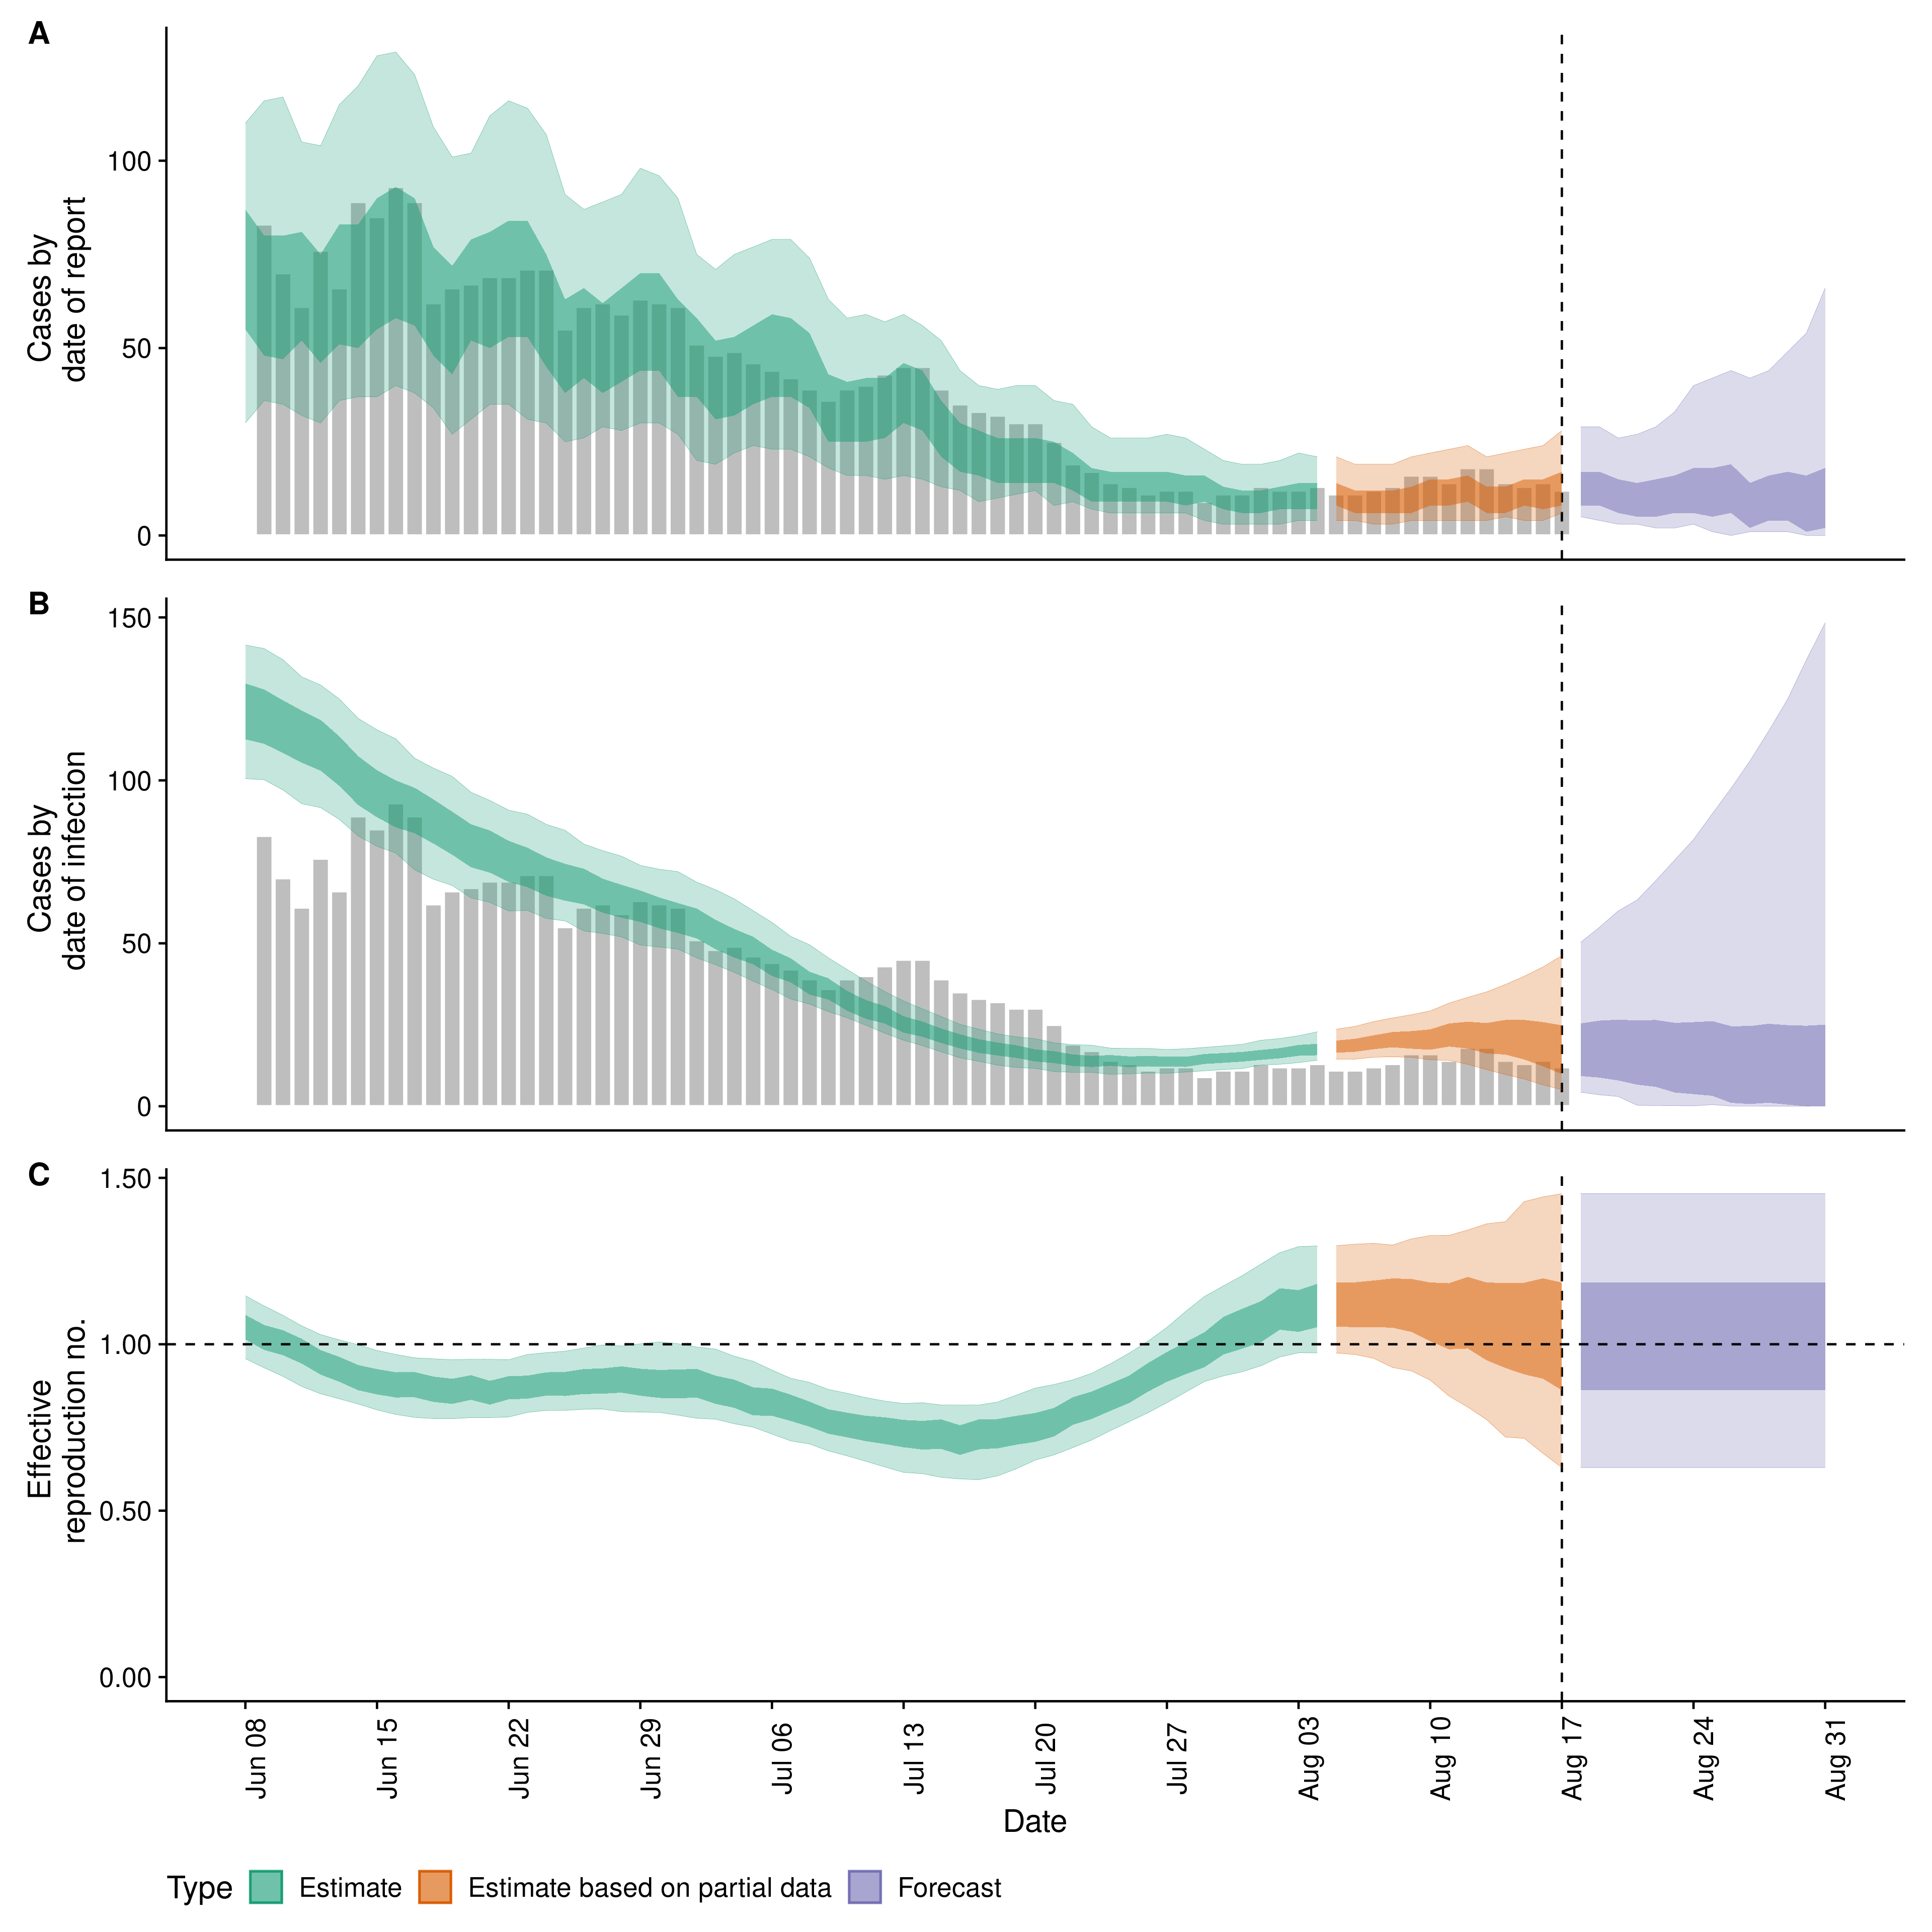 A
Cases by
date of report
100
50
0
B
Cases by
date of infection
150
100
50
0
C
Effective
reproduction no.
1.50
1.00
0.50
0.00
Jun 08
Jun 15
Jun 22
Jun 29
Jul 06
Jul 13
Jul 20
Jul 27
Aug 03
Aug 10
Aug 17
Aug 24
Aug 31
Date
Type Estimate Estimate based on partial data Forecast